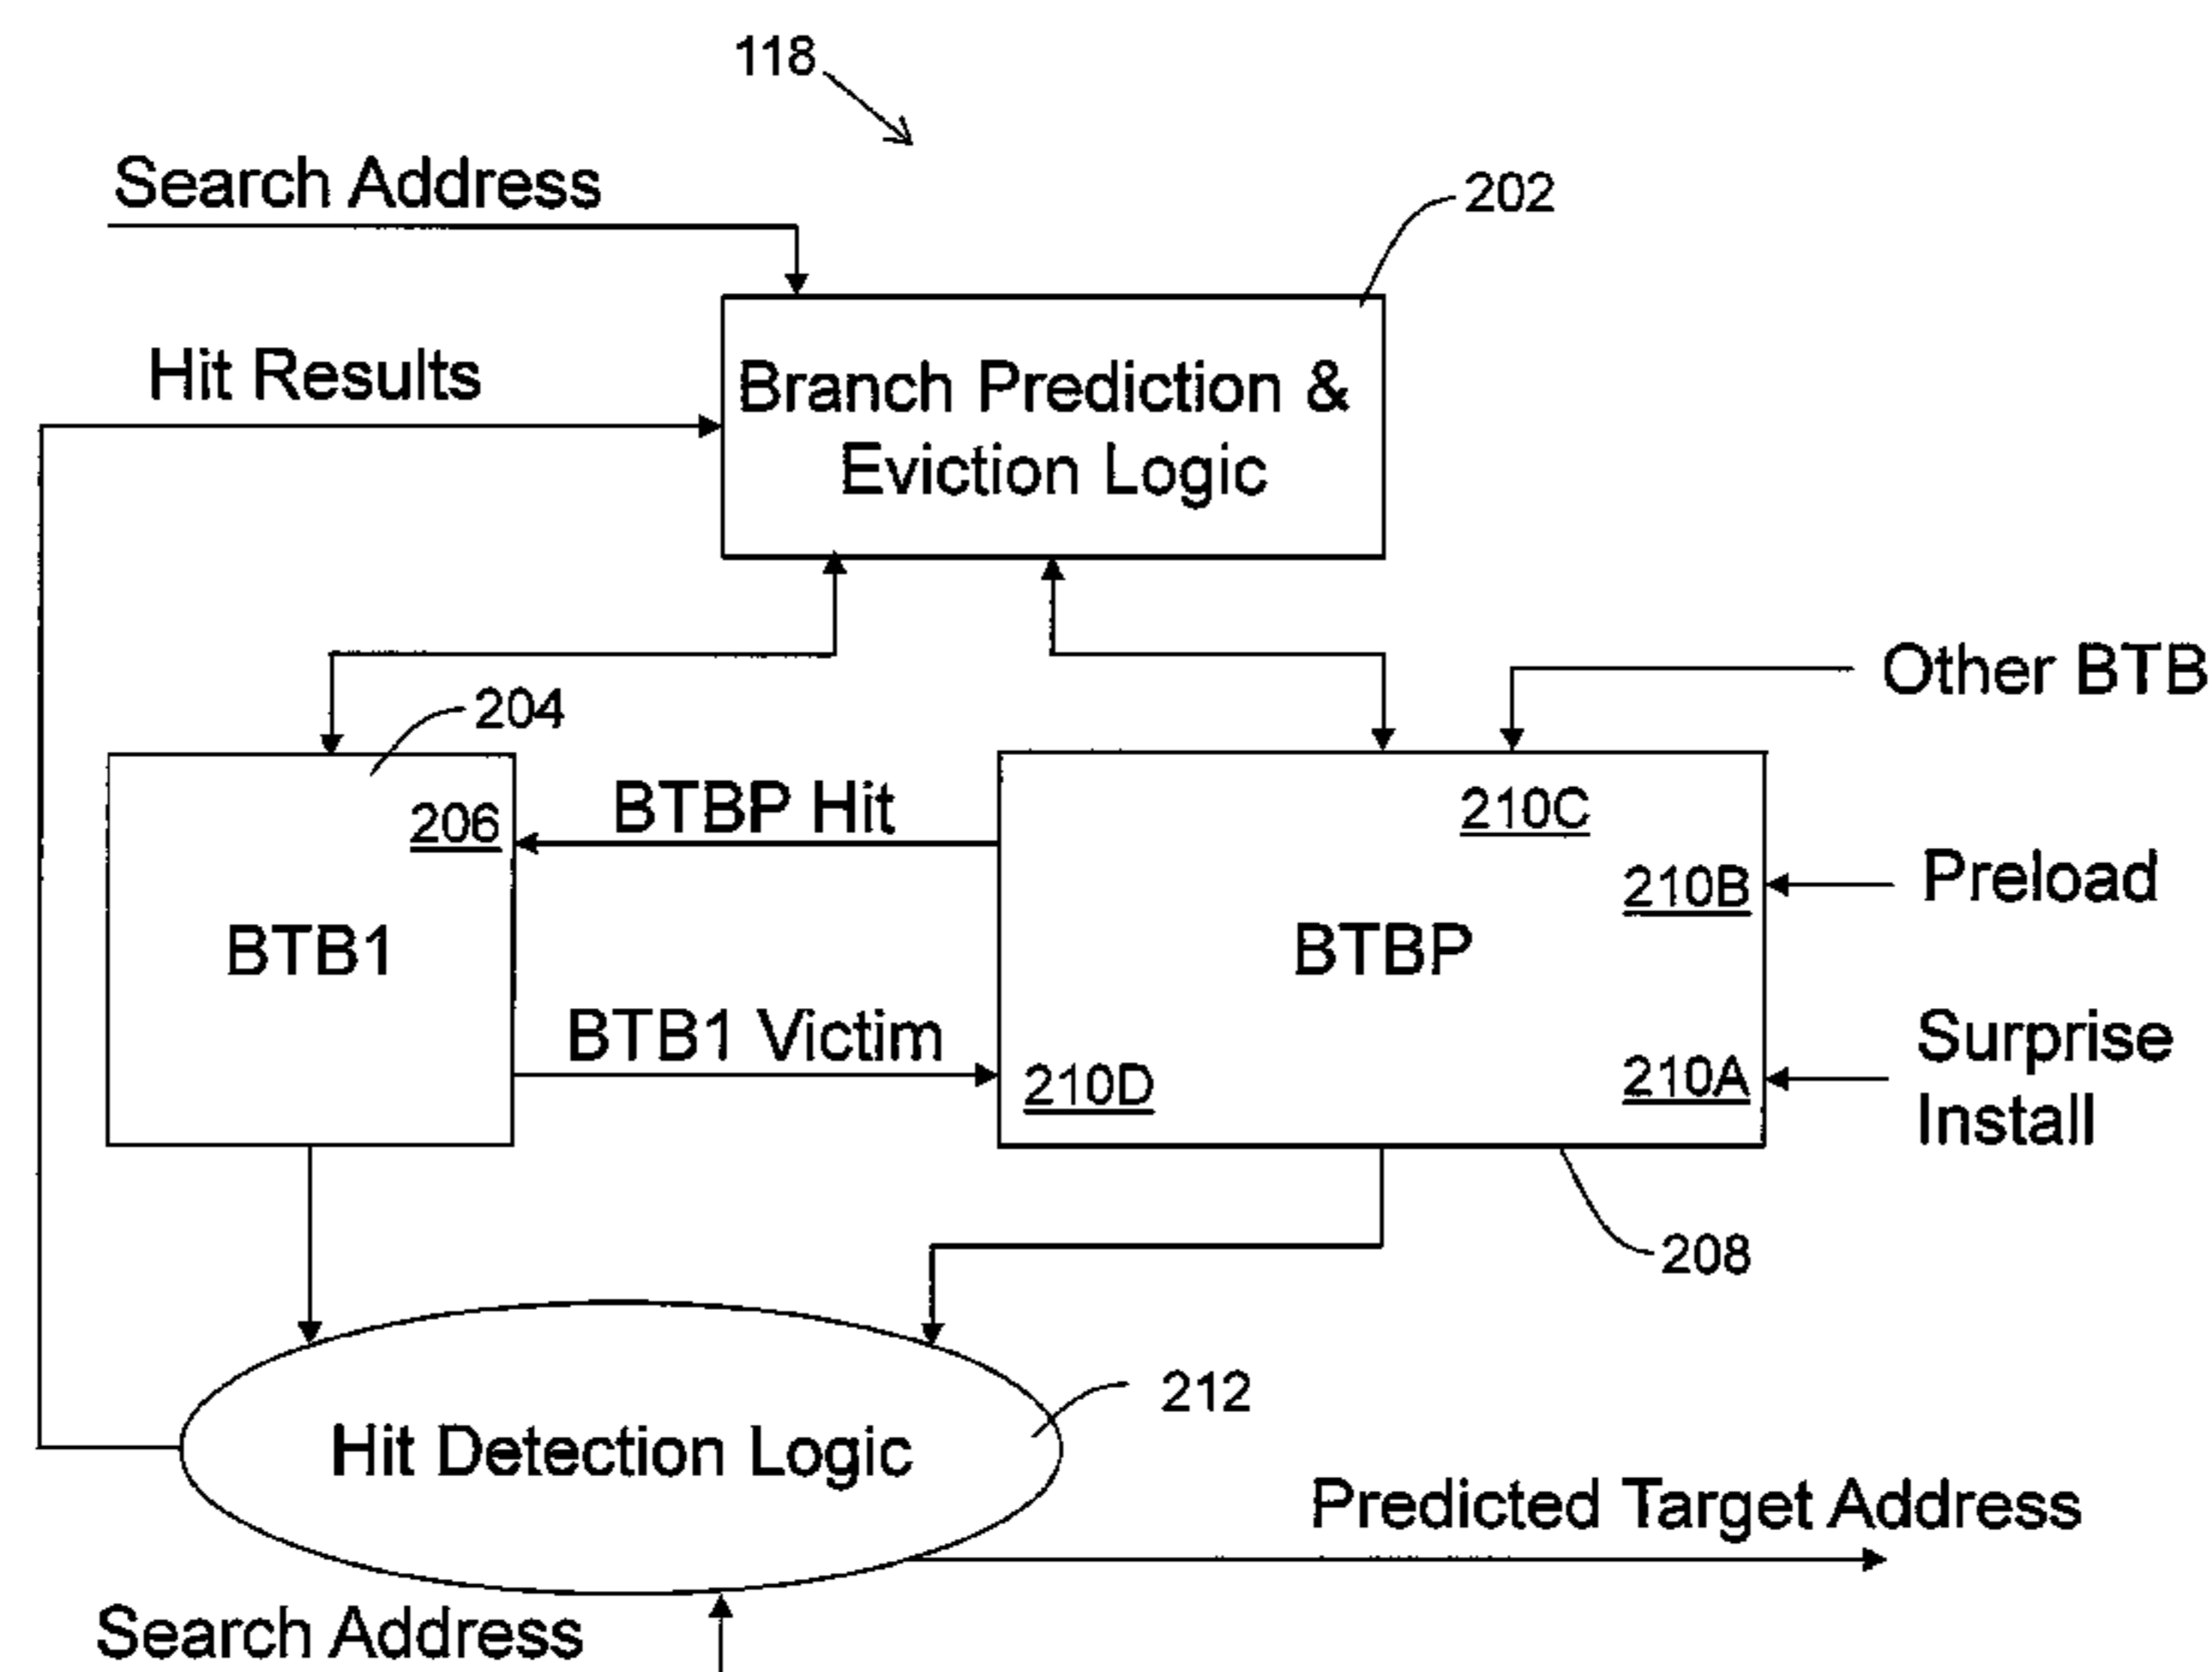 118
Search Address
202
Hit Results
Branch Prediction &
Eviction Logic
Other BTB
204
206
BTBP Hit
210C
210B
Preload
BTB1
BTBP
BTB1 Victim
210D
210A
Surprise
Install
208
212
Hit Detection Logic
Predicted Target Address
Search Address